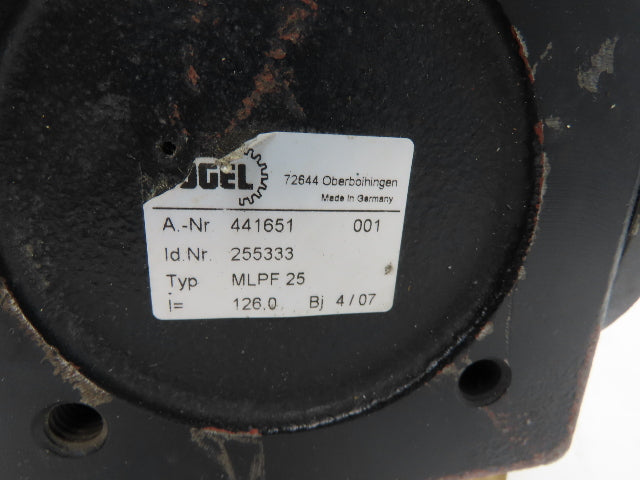 OGEL 72644 Oberboihingen
Made in Germany
A.-Nr. 441651 001
Id.Nr. 255333
Typ MLPF 25
i= 126.0 Bj 4/07